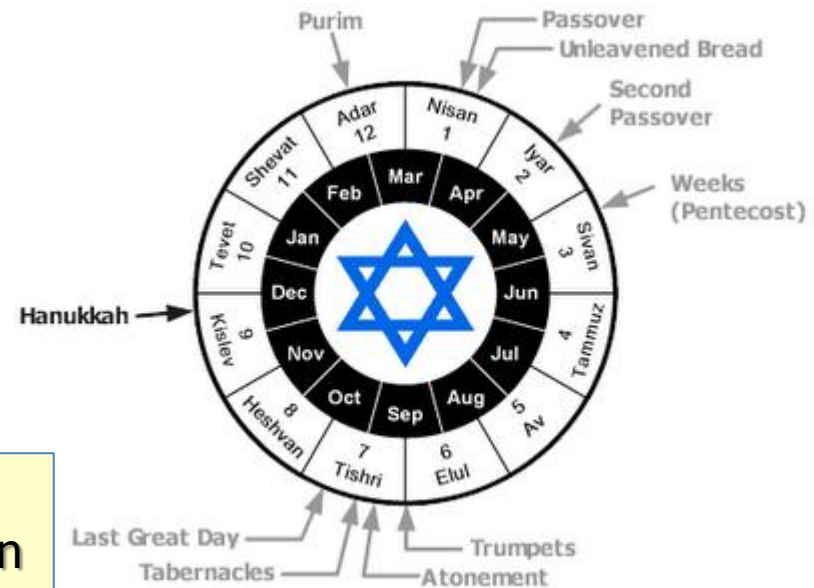 Purim
Passover
Unleavened Bread
Second
Passover
Weeks
(Pentecost)
Hanukkah
Last Great Day
Tabernacles
Atonement
Trumpets
Nisan
1
Iyar
2
Sivan
3
Tammuz
4
Av
5
Elul
6
Tishri
7
Heshvan
8
Kislev
9
Tevet
10
Shevat
11
Adar
12
Mar
Apr
May
Jun
Jul
Aug
Sep
Oct
Nov
Dec
Jan
Feb
n